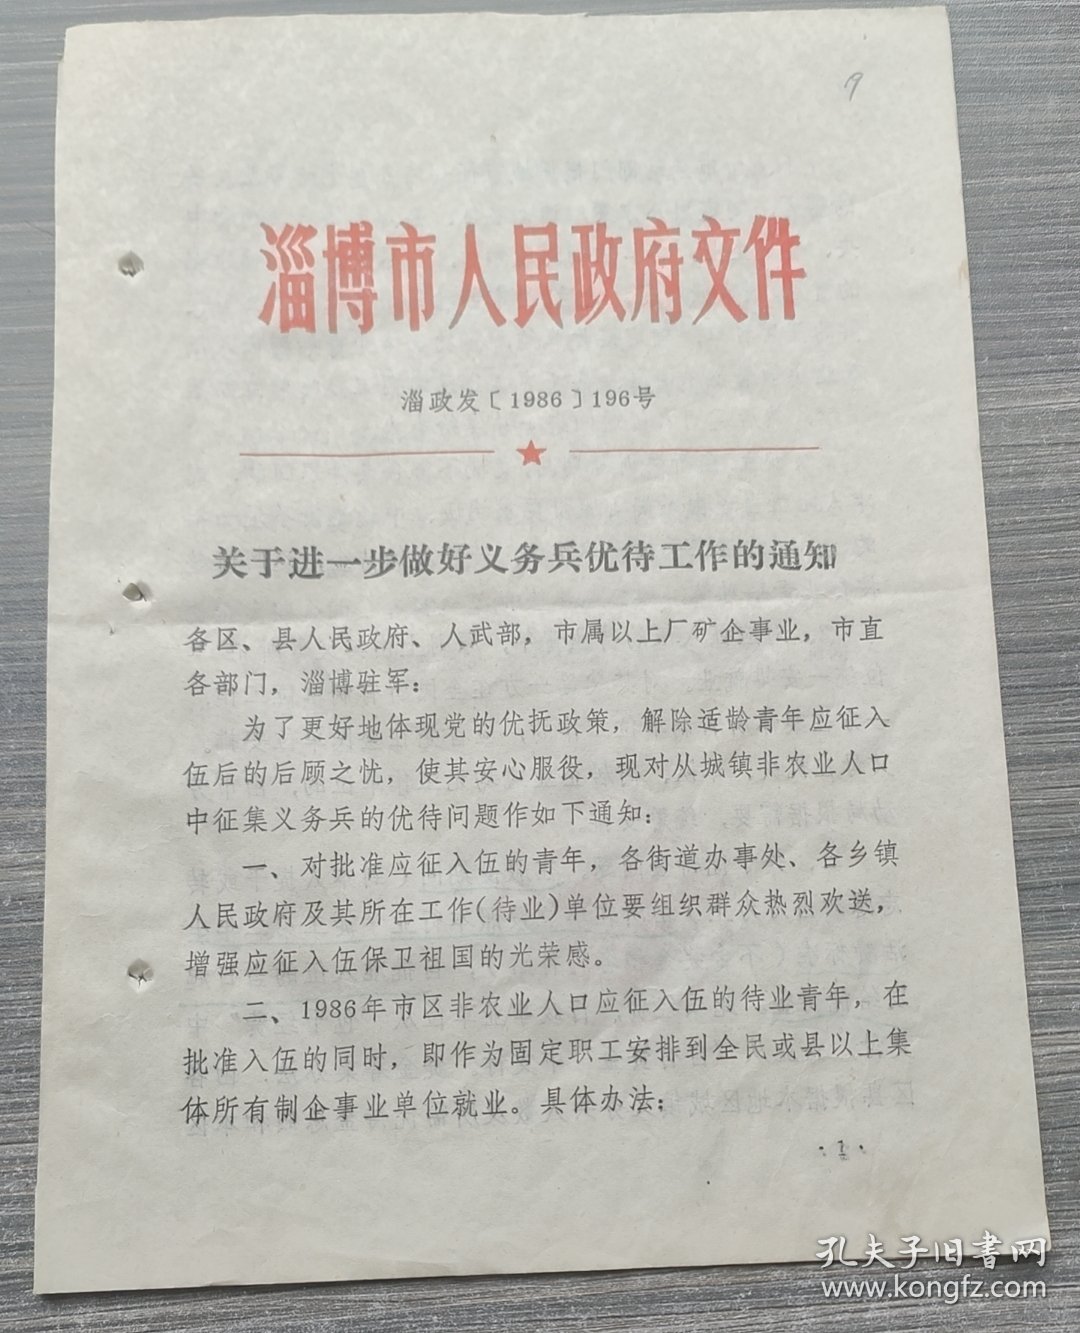 9
淄博市人民政府文件
淄政发〔1986〕196号
关于进一步做好义务兵优待工作的通知
各区、县人民政府、人武部，市属以上厂矿企事业，市直
各部门，淄博驻军：
为了更好地体现党的优抚政策，解除适龄青年应征入
伍后的后顾之忧，使其安心服役，现对从城镇非农业人口
中征集义务兵的优待问题作如下通知：
一、对批准应征入伍的青年，各街道办事处、各乡镇
人民政府及其所在工作(待业)单位要组织群众热烈欢送，
增强应征入伍保卫祖国的光荣感。
二、1986年市区非农业人口应征入伍的待业青年，在
批准入伍的同时，即作为固定职工安排到全民或县以上集
体所有制企事业单位就业。具体办法；
·1·
孔夫子旧书网
www.kongfz.com